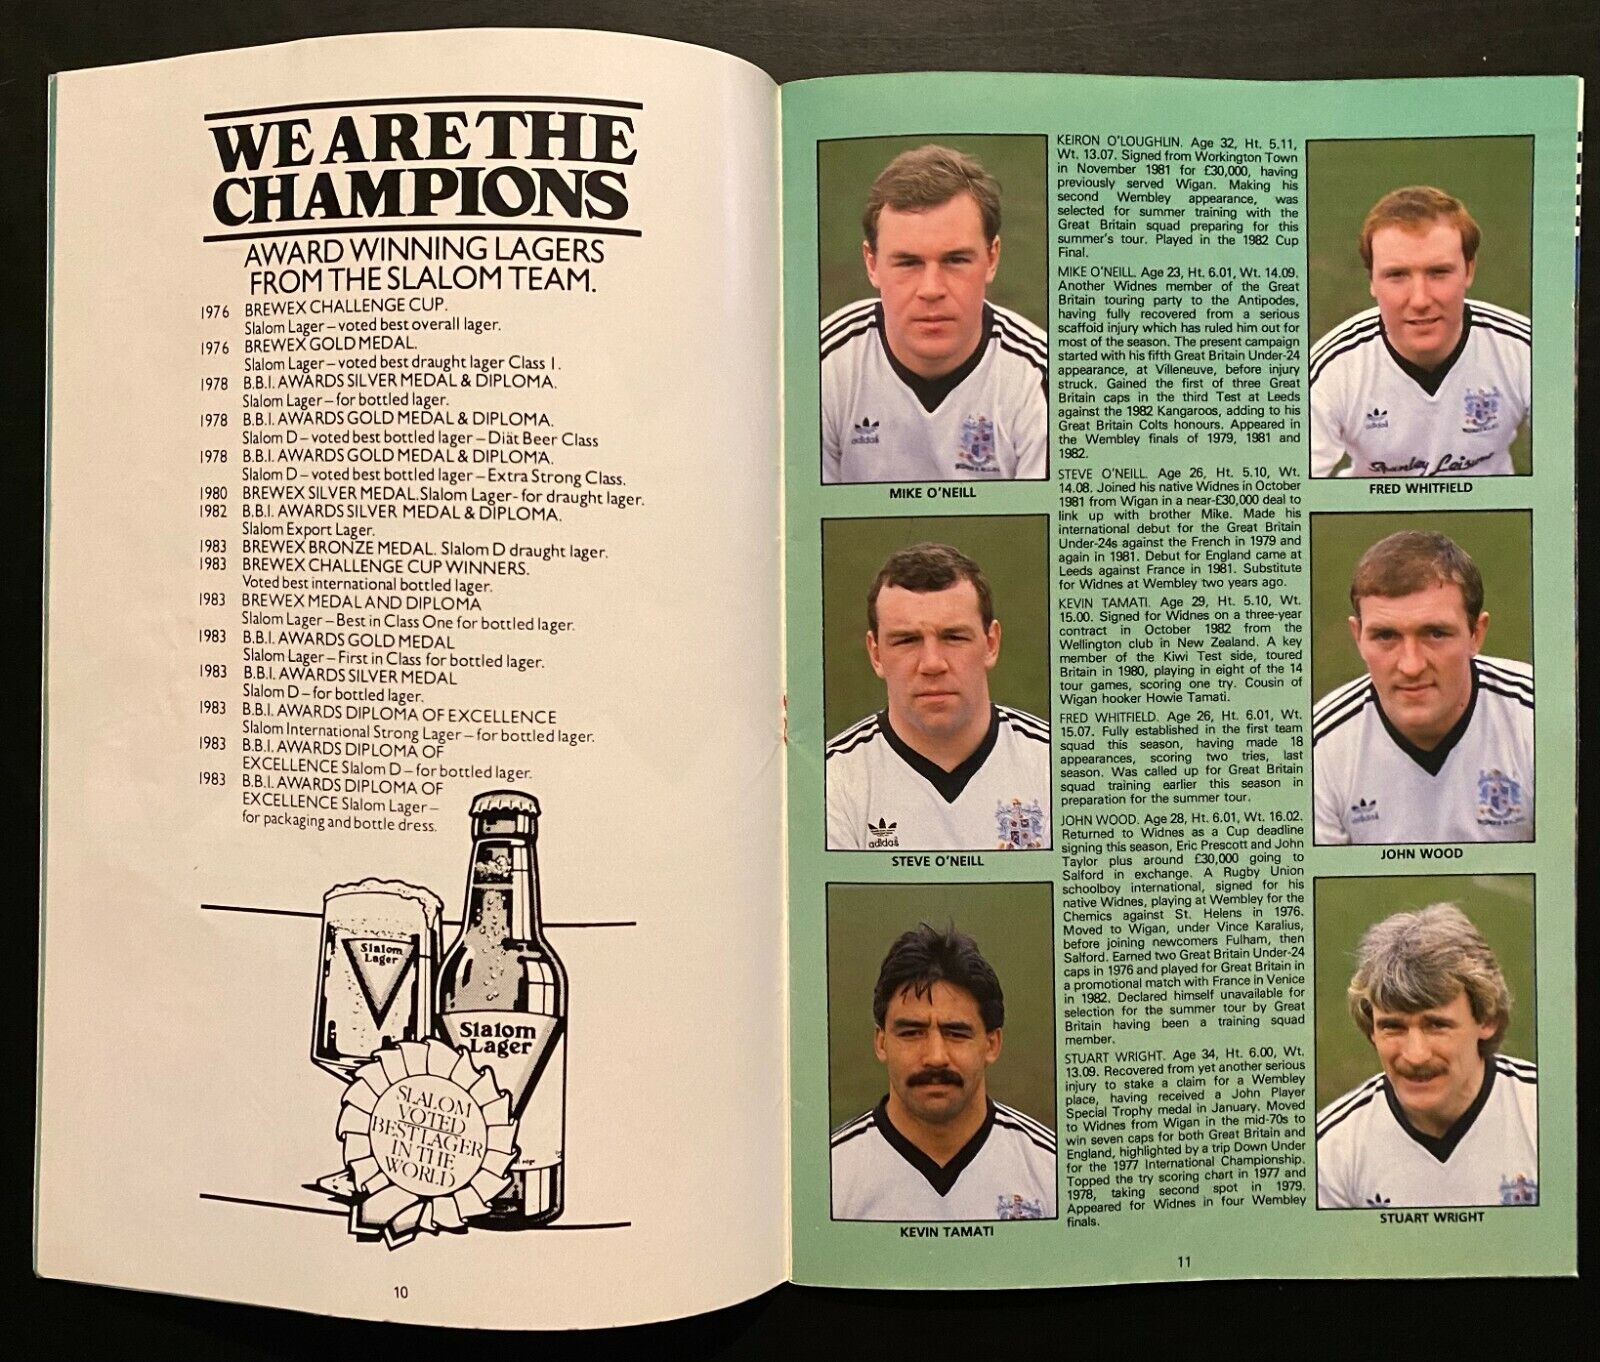 WE ARE THE
CHAMPIONS
AWARD WINNING LAGERS
FROM THE SLALOM TEAM.
1976 BREWEX CHALLENGE CUP.
Slalom Lager – voted best overall lager.
1976 BREWEX GOLD MEDAL.
Slalom Lager – voted best draught lager Class 1.
1978 B.B.I. AWARDS SILVER MEDAL & DIPLOMA.
Slalom Lager – for bottled lager.
1978 B.B.I. AWARDS GOLD MEDAL & DIPLOMA.
Slalom D – voted best bottled lager – Diät Beer Class
1978 B.B.I. AWARDS GOLD MEDAL & DIPLOMA.
Slalom D – voted best bottled lager – Extra Strong Class.
1980 BREWEX SILVER MEDAL. Slalom Lager - for draught lager.
1982 B.B.I. AWARDS SILVER MEDAL & DIPLOMA.
Slalom Export Lager.
1983 BREWEX BRONZE MEDAL. Slalom D draught lager.
1983 BREWEX CHALLENGE CUP WINNERS.
Voted best international bottled lager.
1983 BREWEX MEDAL AND DIPLOMA
Slalom Lager – Best in Class One for bottled lager.
1983 B.B.I. AWARDS GOLD MEDAL
Slalom Lager – First in Class for bottled lager.
1983 B.B.I. AWARDS SILVER MEDAL
Slalom D – for bottled lager.
1983 B.B.I. AWARDS DIPLOMA OF EXCELLENCE
Slalom International Strong Lager – for bottled lager.
1983 B.B.I. AWARDS DIPLOMA OF
EXCELLENCE Slalom D – for bottled lager.
1983 B.B.I. AWARDS DIPLOMA OF
EXCELLENCE Slalom Lager –
for packaging and bottle dress.
Slalom
Lager
Slalom
Lager
SLALOM
VOTED
BEST LAGER
IN THE
WORLD
10
KEIRON O'LOUGHLIN. Age 32, Ht. 5.11,
Wt. 13.07. Signed from Workington Town
in November 1981 for £30,000, having
previously served Wigan. Making his
second Wembley appearance, was
selected for summer training with the
Great Britain squad preparing for this
summer's tour. Played in the 1982 Cup
Final.
MIKE O'NEILL. Age 23, Ht. 6.01, Wt. 14.09.
Another Widnes member of the Great
Britain touring party to the Antipodes,
having fully recovered from a serious
scaffoid injury which has ruled him out for
most of the season. The present campaign
started with his fifth Great Britain Under-24
appearance, at Villeneuve, before injury
struck. Gained the first of three Great
Britain caps in the third Test at Leeds
against the 1982 Kangaroos, adding to his
Great Britain Colts honours. Appeared in
the Wembley finals of 1979, 1981 and
1982.
STEVE O'NEILL. Age 26, Ht. 5.10, Wt.
14.08. Joined his native Widnes in October
1981 from Wigan in a near-£30,000 deal to
link up with brother Mike. Made his
international debut for the Great Britain
Under-24s against the French in 1979 and
again in 1981. Debut for England came at
Leeds against France in 1981. Substitute
for Widnes at Wembley two years ago.
KEVIN TAMATI. Age 29, Ht. 5.10, Wt.
15.00. Signed for Widnes on a three-year
contract in October 1982 from the
Wellington club in New Zealand. A key
member of the Kiwi Test side, toured
Britain in 1980, playing in eight of the 14
tour games, scoring one try. Cousin of
Wigan hooker Howie Tamati.
FRED WHITFIELD. Age 26, Ht. 6.01, Wt.
15.07. Fully established in the first team
squad this season, having made 18
appearances, scoring two tries, last
season. Was called up for Great Britain
squad training earlier this season in
preparation for the summer tour.
JOHN WOOD. Age 28, Ht. 6.01, Wt. 16.02.
Returned to Widnes as a Cup deadline
signing this season, Eric Prescott and John
Taylor plus around £30,000 going to
Salford in exchange. A Rugby Union
schoolboy international, signed for his
native Widnes, playing at Wembley for the
Chemics against St. Helens in 1976.
Moved to Wigan, under Vince Karalius,
before joining newcomers Fulham, then
Salford. Earned two Great Britain Under-24
caps in 1976 and played for Great Britain in
a promotional match with France in Venice
in 1982. Declared himself unavailable for
selection for the summer tour by Great
Britain having been a training squad
member.
STUART WRIGHT. Age 34, Ht. 6.00, Wt.
13.09. Recovered from yet another serious
injury to stake a claim for a Wembley
place, having received a John Player
Special Trophy medal in January. Moved
to Widnes from Wigan in the mid-70s to
win seven caps for both Great Britain and
England, highlighted by a trip Down Under
for the 1977 International Championship.
Topped the try scoring chart in 1977 and
1978, taking second spot in 1979.
Appeared for Widnes in four Wembley
finals.
adidas
MIKE O'NEILL
adidas
STEVE O'NEILL
KEVIN TAMATI
adidas
FRED WHITFIELD
adidas
JOHN WOOD
STUART WRIGHT
11